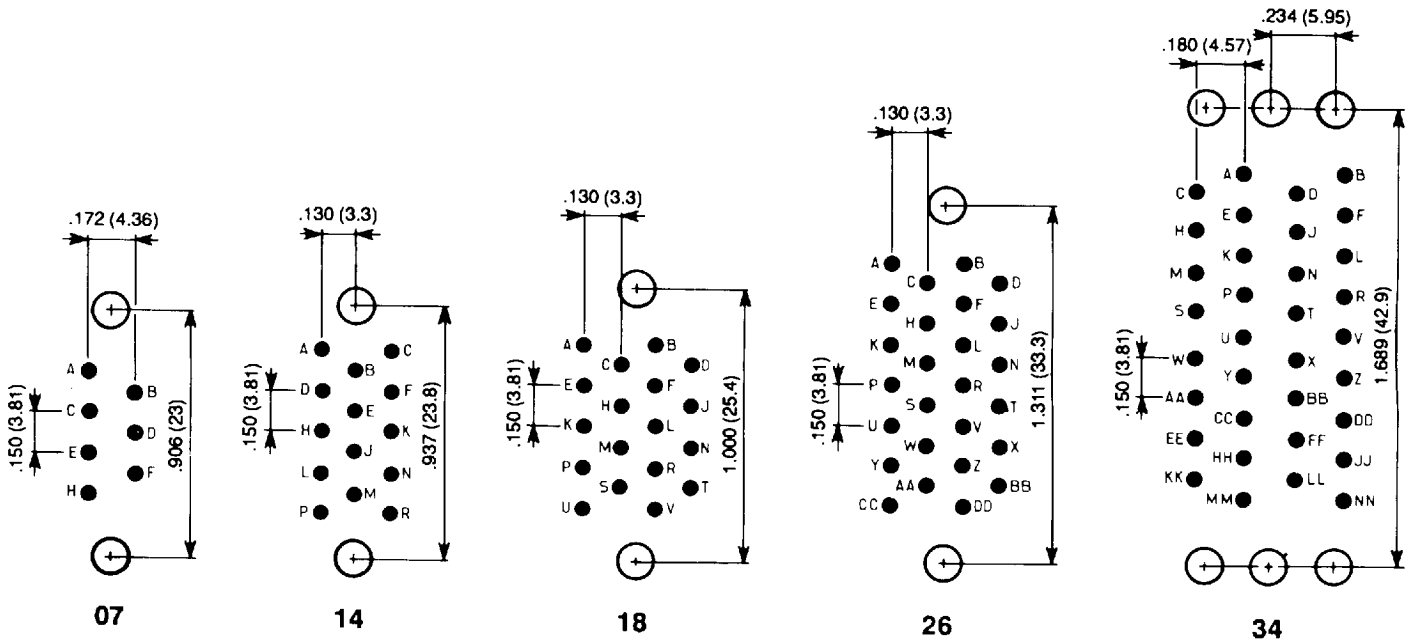 .172 (4.36)
.150 (3.81)
.906 (23)
A
B
C
D
E
F
H
07
.130 (3.3)
.150 (3.81)
.937 (23.8)
A
C
B
D
F
E
H
K
J
L
N
M
P
R
14
.130 (3.3)
.150 (3.81)
1.000 (25.4)
A
B
C
D
E
F
H
J
K
L
M
N
P
R
S
T
U
V
18
.130 (3.3)
.150 (3.81)
1.311 (33.3)
A
B
C
D
E
F
H
J
K
L
M
N
P
R
S
T
U
V
W
X
Y
Z
AA
BB
CC
DD
26
.234 (5.95)
.180 (4.57)
.150 (3.81)
1.689 (42.9)
A
B
C
D
E
F
H
J
K
L
M
N
P
R
S
T
U
V
W
X
Y
Z
AA
BB
CC
DD
EE
FF
HH
JJ
KK
LL
MM
NN
34